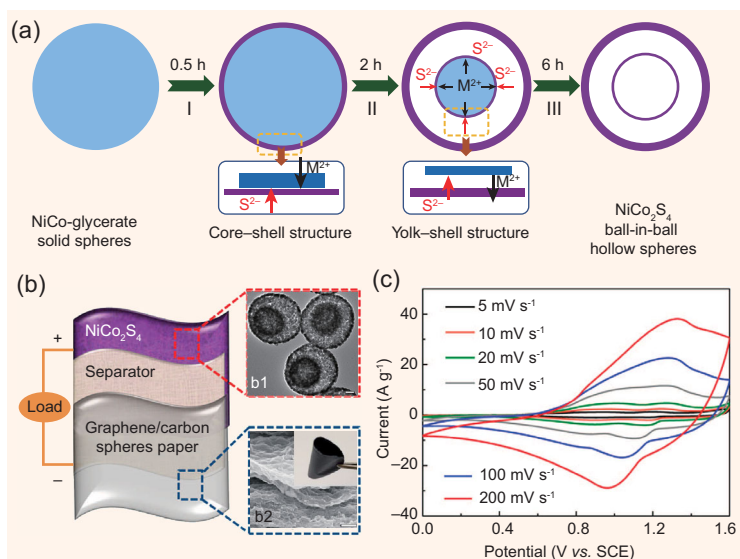 (a)
0.5 h
I
2 h
II
6 h
III
S²⁻
S²⁻
S²⁻
M²⁺
M²⁺
S²⁻
M²⁺
S²⁻
NiCo-glycerate
solid spheres
Core–shell structure
Yolk–shell structure
NiCo₂S₄
ball-in-ball
hollow spheres
(b)
+
NiCo₂S₄
Separator
Load
Graphene/carbon
spheres paper
–
b1
b2
(c)
Current (A g⁻¹)
40
20
0
–20
–40
5 mV s⁻¹
10 mV s⁻¹
20 mV s⁻¹
50 mV s⁻¹
100 mV s⁻¹
200 mV s⁻¹
0.0 0.4 0.8 1.2 1.6
Potential (V vs. SCE)